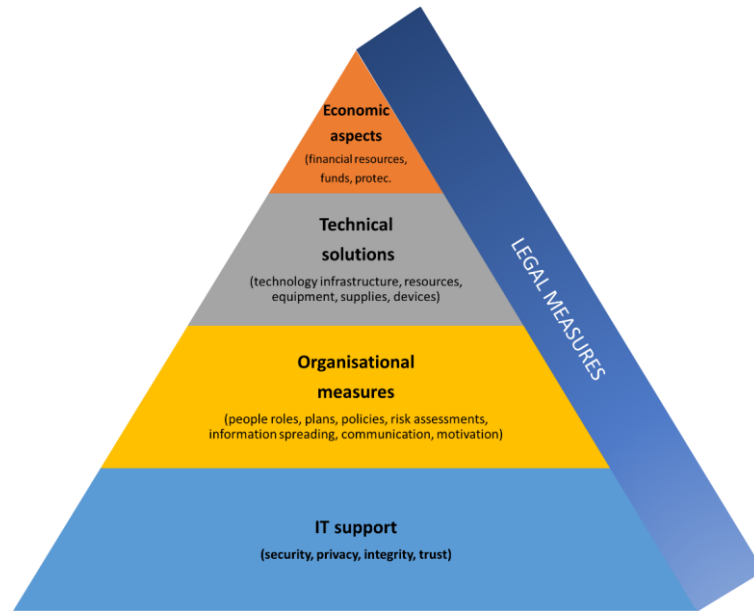 Economic
aspects
(financial resources,
funds, protec.
Technical
solutions
(technology infrastructure, resources,
equipment, supplies, devices)
LEGAL MEASURES
Organisational
measures
(people roles, plans, policies, risk assessments,
information spreading, communication, motivation)
IT support
(security, privacy, integrity, trust)